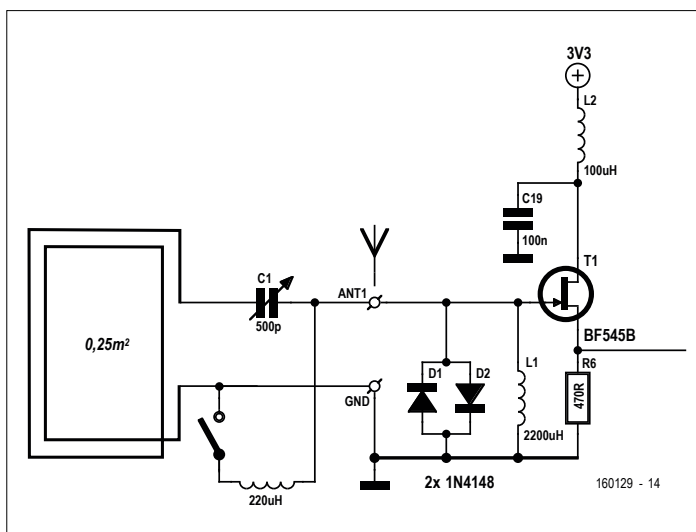 3V3
L2
100uH
C19
100n
T1
C1
500p
ANT1
BF545B
0,25m²
D1
D2
L1
R6
470R
GND
2200uH
220uH
2x 1N4148
160129 - 14